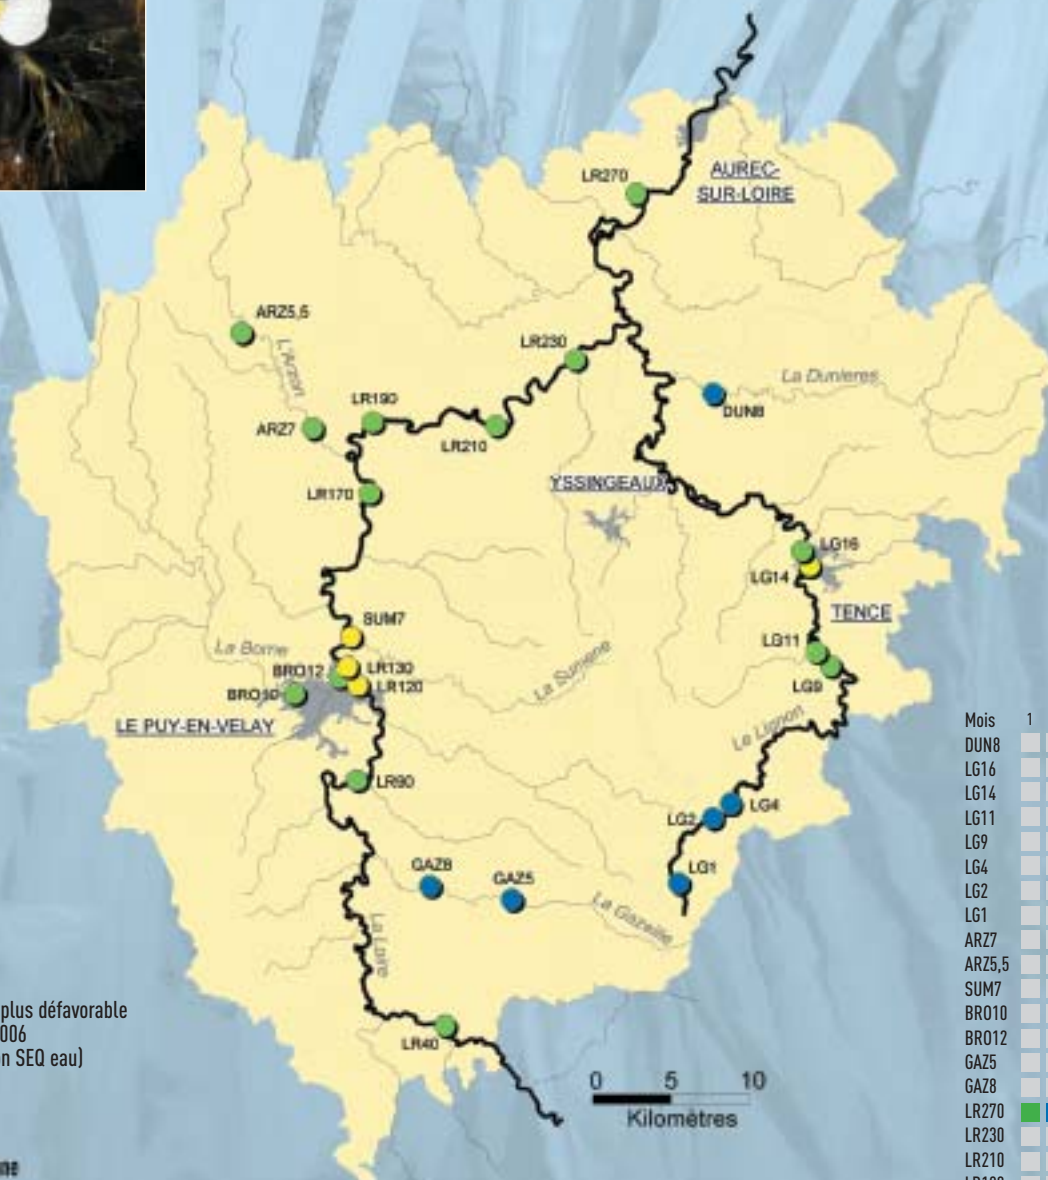 AUREC-
SUR-LOIRE
LR270
ARZ5,5
L'Arzon
LR230
La Dunieres
DUN8
LR190
ARZ7
LR210
LR170
YSSINGEAUX
LG16
LG14
TENCE
SUM7
LG11
La Borne
BRO12
LR130
LR120
BRO10
LG9
La Sumene
LE PUY-EN-VELAY
Le Lignon
LR90
LG4
LG2
GAZ8
GAZ5
LG1
La Gazeille
La Loire
LR40
0 5 10
Kilomètres
plus défavorable
006
n SEQ eau)
ne
Mois 1
DUN8
LG16
LG14
LG11
LG9
LG4
LG2
LG1
ARZ7
ARZ5,5
SUM7
BRO10
BRO12
GAZ5
GAZ8
LR270
LR230
LR210